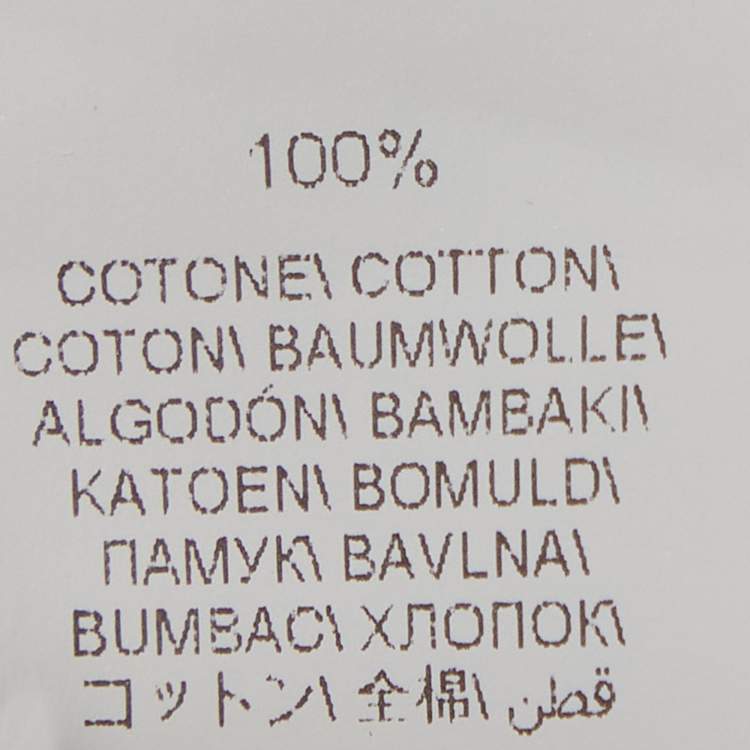 100%
COTONE\ COTTON\
COTON\ BAUMWOLLE\
ALGODÓN\ BAMBAKI\
KATOEN\ BOMULD\
ПАМУК\ BAVLNA\
BUMBAC\ ХЛОПОК\
コットン\ 全棉\ قطن